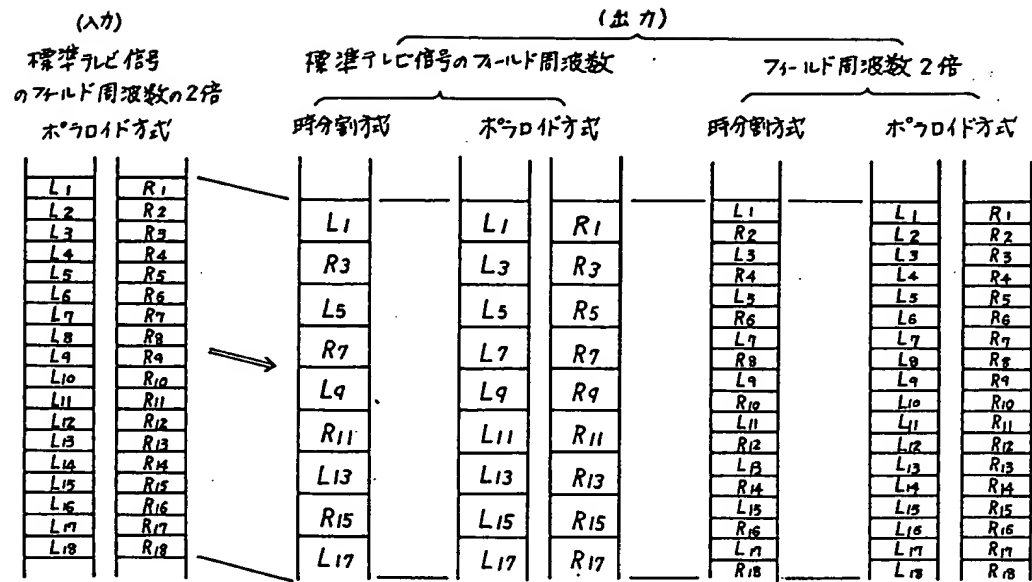 (入力)
標準テレビ信号
のフィールド周波数の2倍
ポラロイド方式
(出力)
標準テレビ信号のフィールド周波数
フィールド周波数2倍
時分割方式
ポラロイド方式
時分割方式
ポラロイド方式
L1 R1
L2 R2
L3 R3
L4 R4
L5 R5
L6 R6
L7 R7
L8 R8
L9 R9
L10 R10
L11 R11
L12 R12
L13 R13
L14 R14
L15 R15
L16 R16
L17 R17
L18 R18
L1
R3
L5
R7
L9
R11
L13
R15
L17
L1 R1
L3 R3
L5 R5
L7 R7
L9 R9
L11 R11
L13 R13
L15 R15
L17 R17
L1
R2
L3
R4
L5
R6
L7
R8
L9
R10
L11
R12
L13
R14
L15
R16
L17
R18
L1 R1
L2 R2
L3 R3
L4 R4
L5 R5
L6 R6
L7 R7
L8 R8
L9 R9
L10 R10
L11 R11
L12 R12
L13 R13
L14 R14
L15 R15
L16 R16
L17 R17
L18 R18